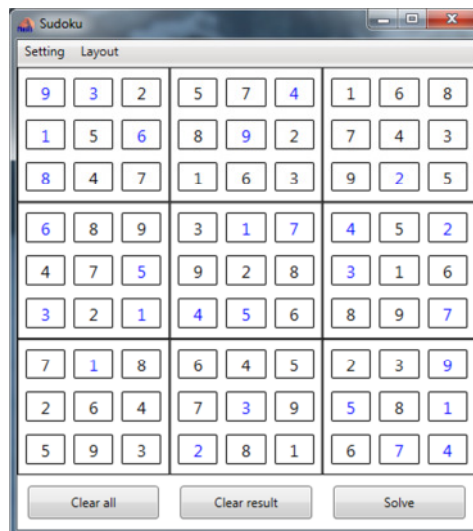 Sudoku
Setting Layout
9 3 2 5 7 4 1 6 8
1 5 6 8 9 2 7 4 3
8 4 7 1 6 3 9 2 5
6 8 9 3 1 7 4 5 2
4 7 5 9 2 8 3 1 6
3 2 1 4 5 6 8 9 7
7 1 8 6 4 5 2 3 9
2 6 4 7 3 9 5 8 1
5 9 3 2 8 1 6 7 4
Clear all Clear result Solve